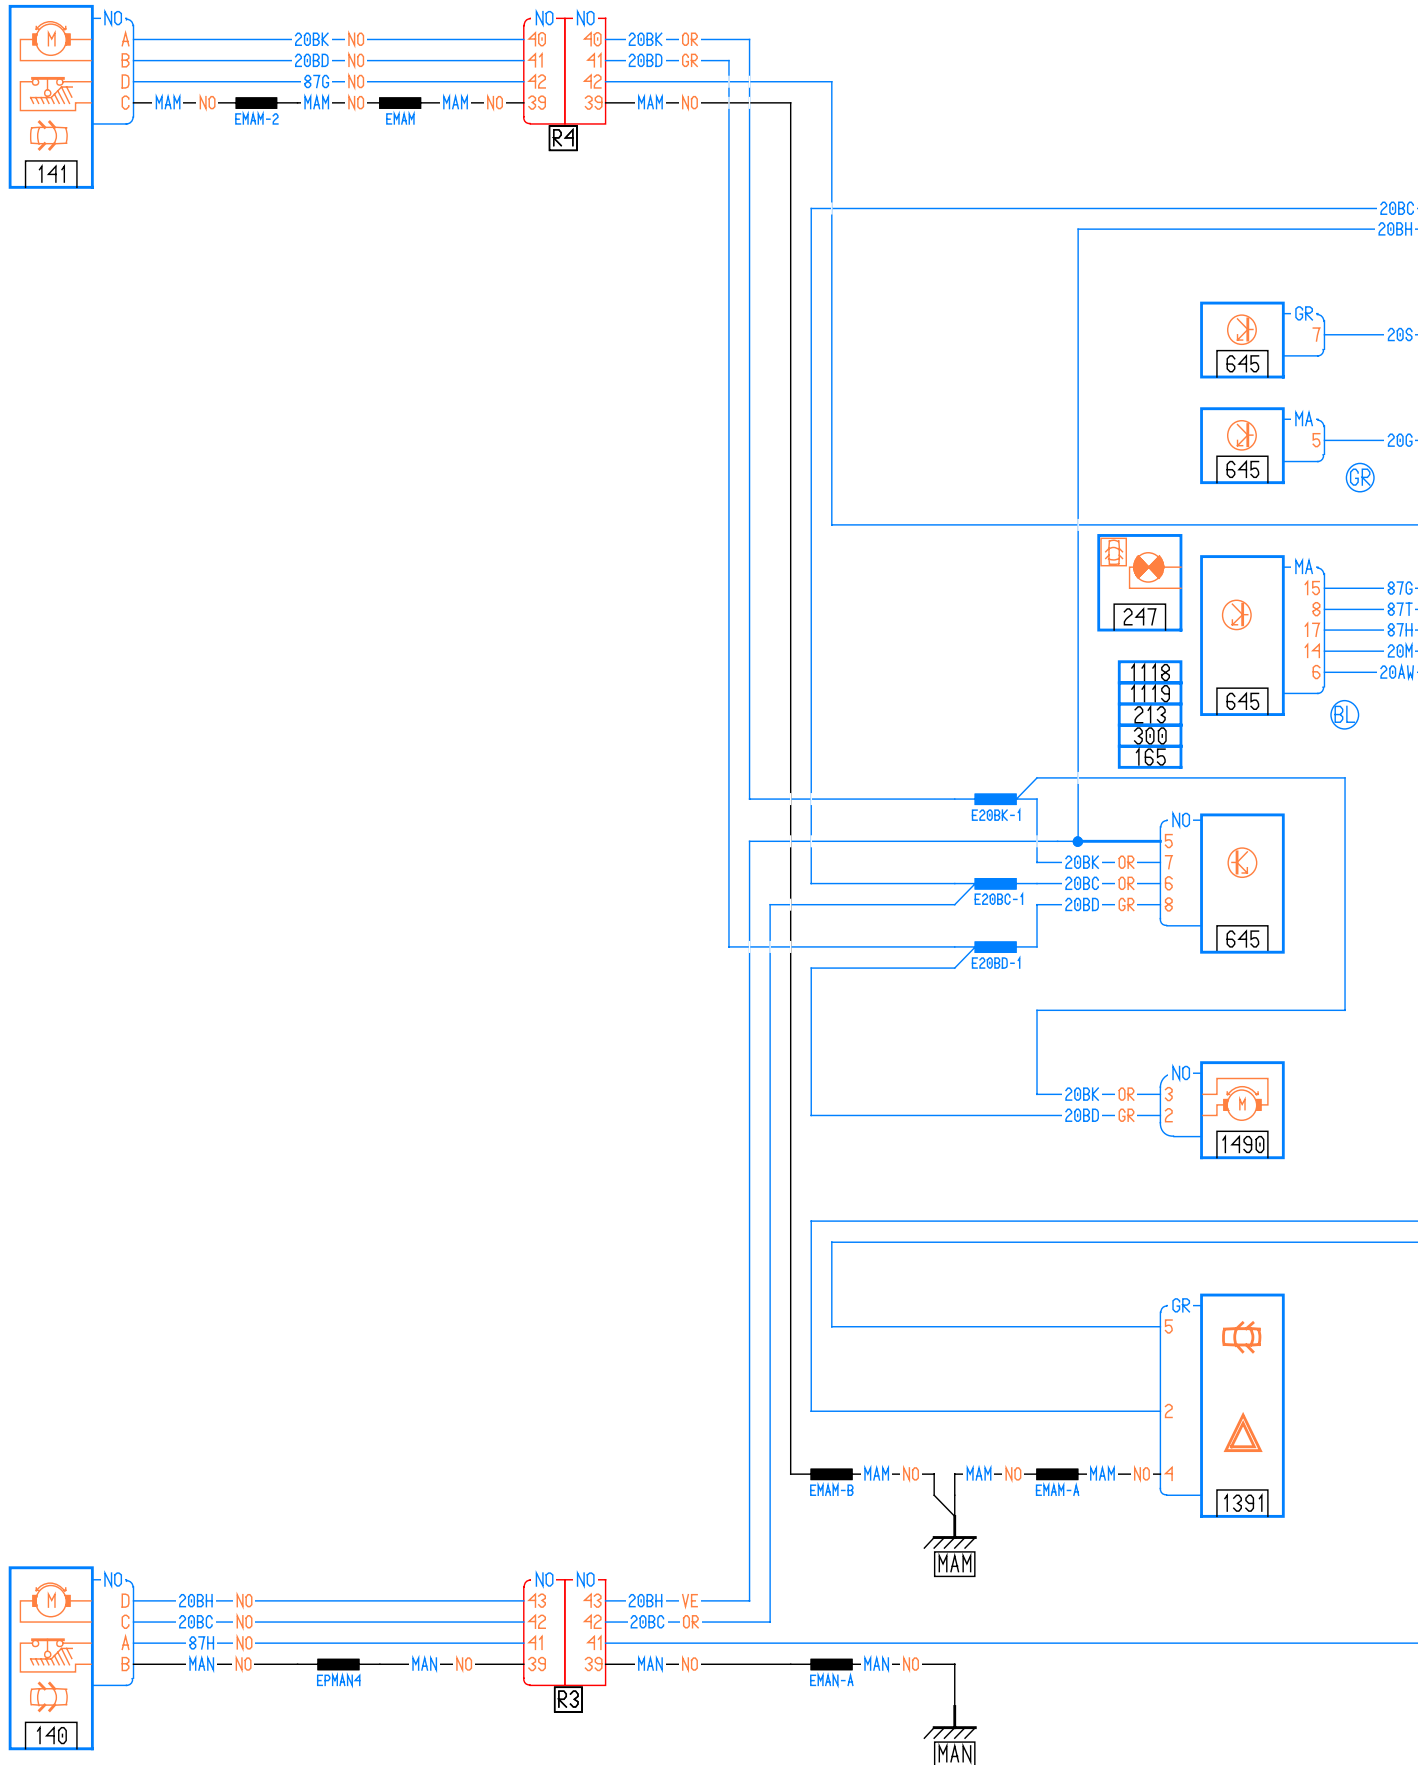 NO NO NO
A 20BK NO 40 40 20BK OR
B 20BD NO 41 41 20BD GR
D 87G NO 42 42
C MAM NO MAM NO MAM NO 39 39 MAM NO
EMAM-2 EMAM
R4
M
141
20BC
20BH
GR
7 20S
645
MA
5 20G
645
GR
MA
15 87G
8 87T
17 87H
14 20M
6 20AW
247
645
BL
1118
1119
213
300
165
E20BK-1
NO
5
20BK OR 7
20BC OR 6
E20BC-1
20BD GR 8
645
E20BD-1
NO
20BK OR 3
20BD GR 2
M
1490
GR
5
2
MAM NO MAM NO MAM NO 4
EMAM-B EMAM-A
1391
MAM
NO NO NO
D 20BH NO 43 43 20BH VE
C 20BC NO 42 42 20BC OR
A 87H NO 41 41
B MAN NO MAN NO 39 39 MAN NO MAN NO
EPMAN4 EMAN-A
R3
M
140
MAN